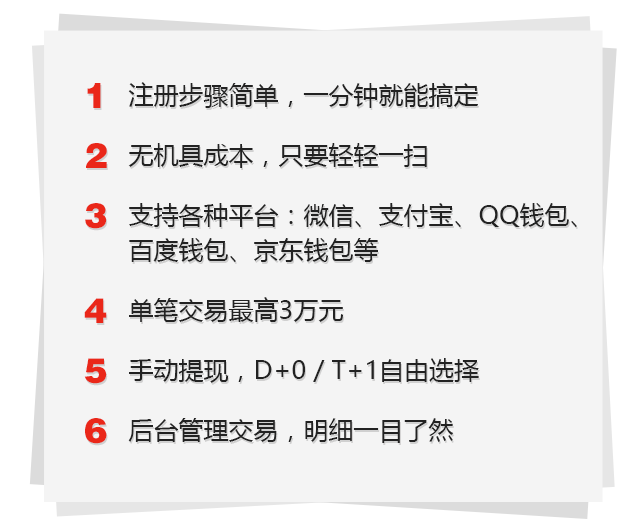 1 注册步骤简单，一分钟就能搞定
2 无机具成本，只要轻轻一扫
3 支持各种平台：微信、支付宝、QQ钱包、
百度钱包、京东钱包等
4 单笔交易最高3万元
5 手动提现，D+0 / T+1自由选择
6 后台管理交易，明细一目了然